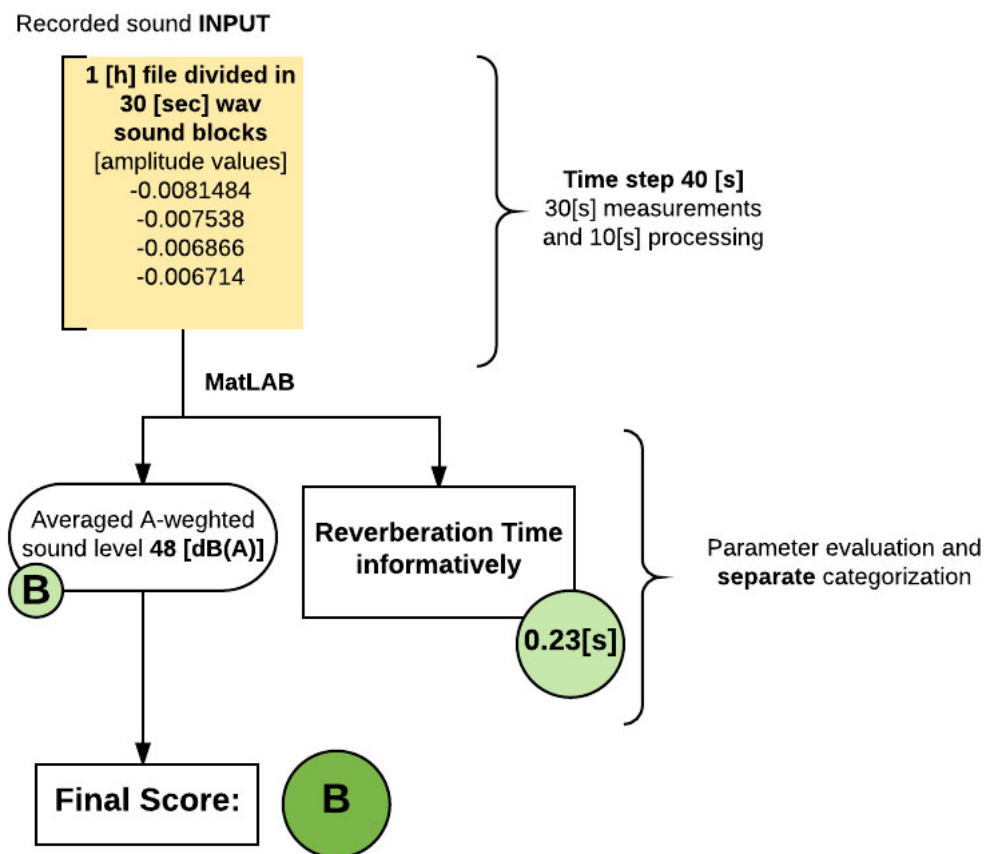 Recorded sound INPUT
1 [h] file divided in
30 [sec] wav
sound blocks
[amplitude values]
-0.0081484
-0.007538
-0.006866
-0.006714
Time step 40 [s]
30[s] measurements
and 10[s] processing
MatLAB
Averaged A-weghted
sound level 48 [dB(A)]
B
Reverberation Time
informatively
0.23[s]
Parameter evaluation and
separate categorization
Final Score:
B